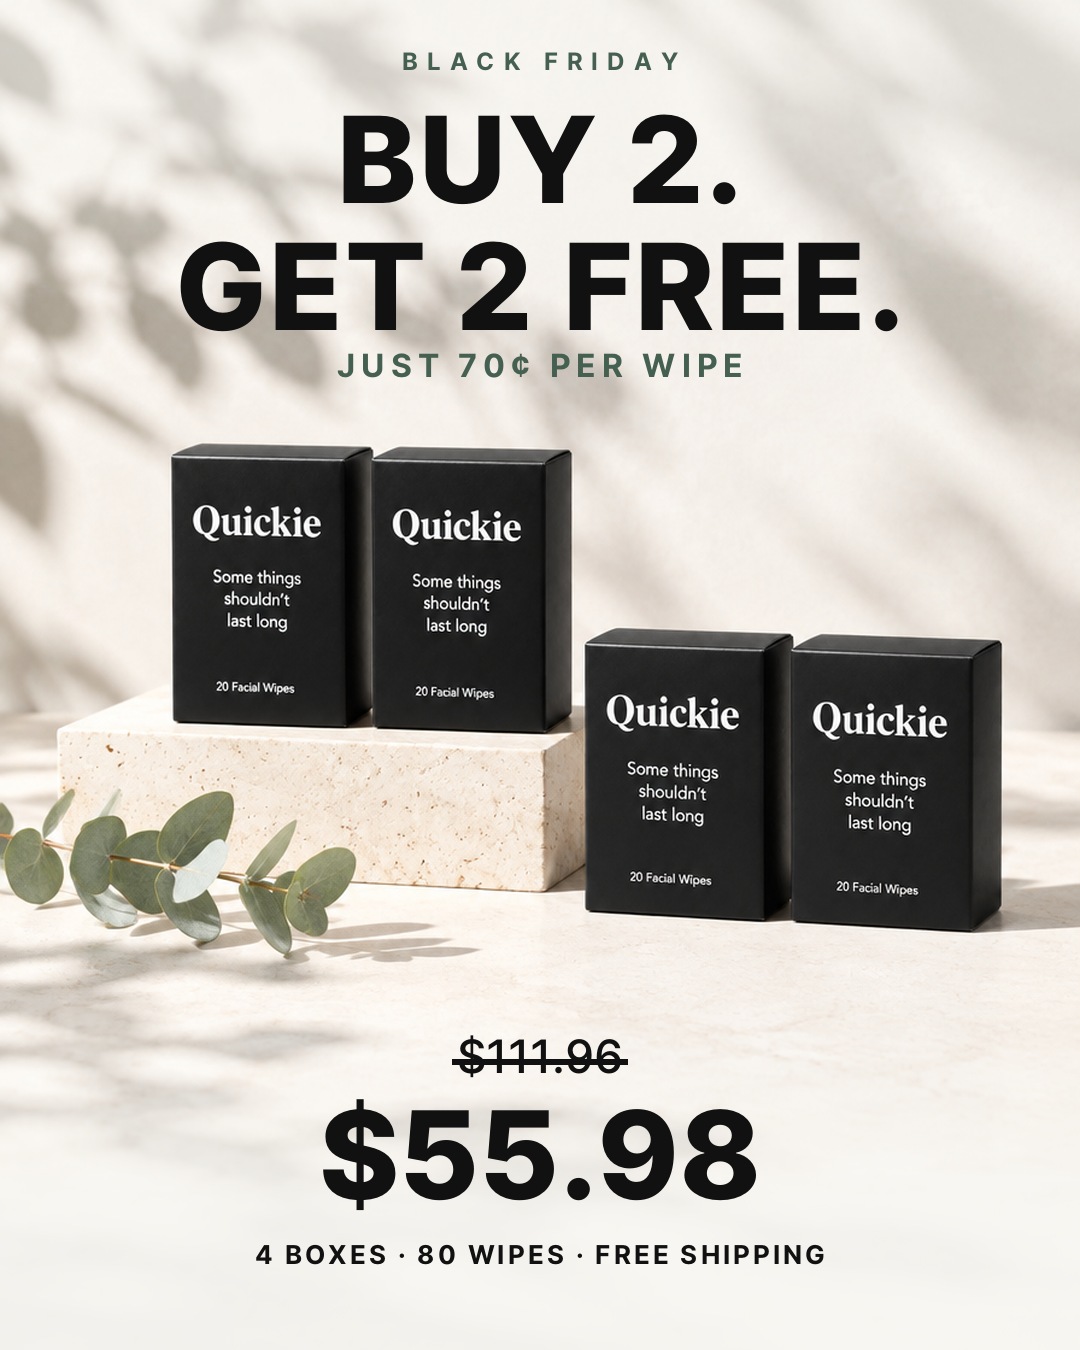 BLACK FRIDAY
BUY 2.
GET 2 FREE.
JUST 70¢ PER WIPE
Quickie
Some things
shouldn't
last long
20 Facial Wipes
Quickie
Some things
shouldn't
last long
20 Facial Wipes
Quickie
Some things
shouldn't
last long
20 Facial Wipes
Quickie
Some things
shouldn't
last long
20 Facial Wipes
$111.96
$55.98
4 BOXES · 80 WIPES · FREE SHIPPING